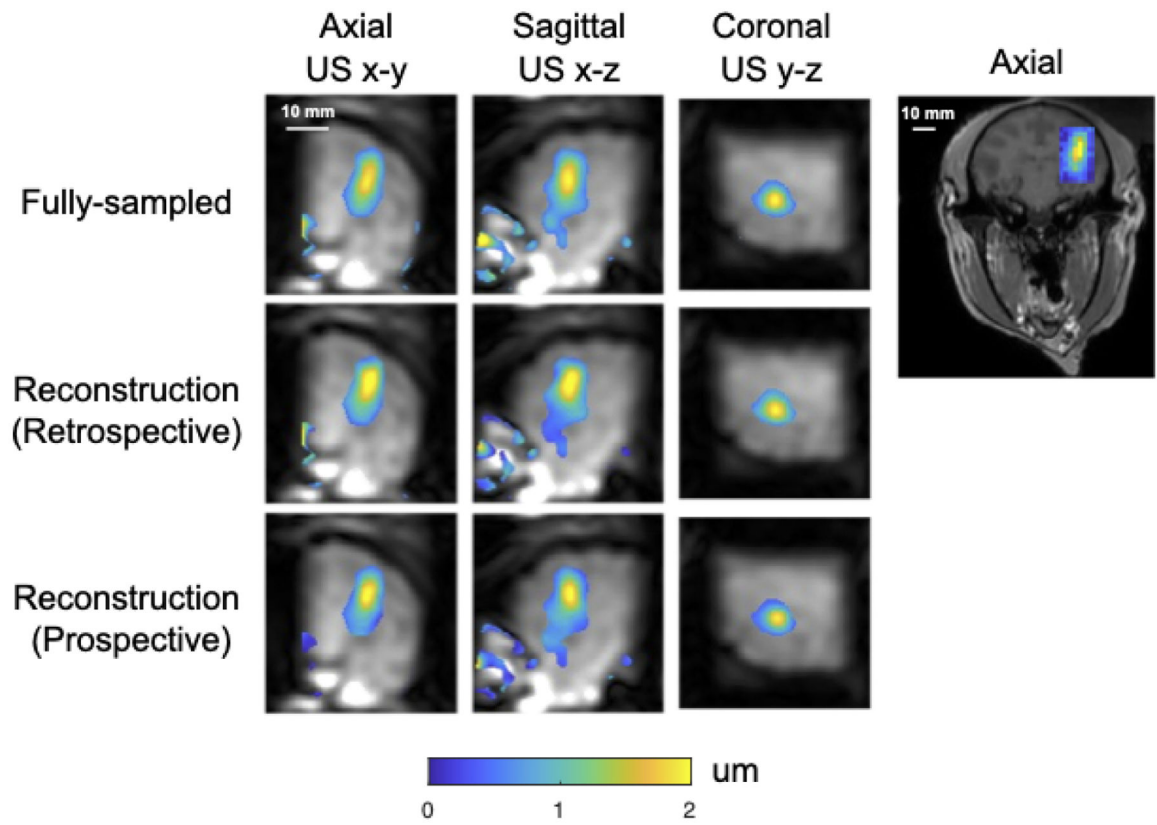 Axial
US x-y
Sagittal
US x-z
Coronal
US y-z
Axial
10 mm
10 mm
Fully-sampled
Reconstruction
(Retrospective)
Reconstruction
(Prospective)
um
0
1
2